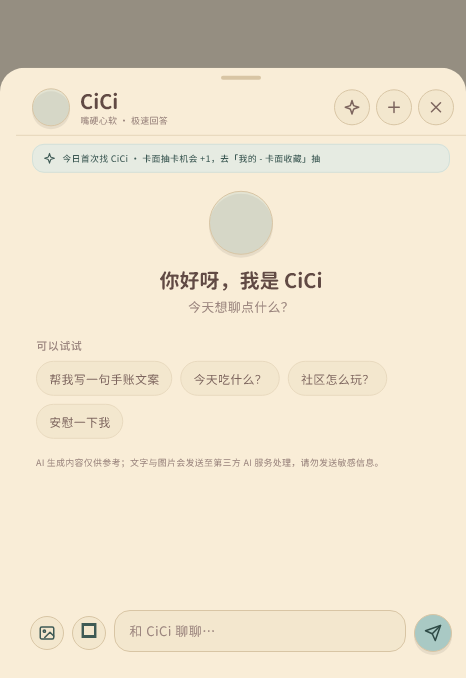 CiCi
嘴硬心软 · 极速回答
今日首次找 CiCi · 卡面抽卡机会 +1，去「我的 - 卡面收藏」抽
你好呀，我是 CiCi
今天想聊点什么？
可以试试
帮我写一句手账文案
今天吃什么？
社区怎么玩？
安慰一下我
AI 生成内容仅供参考；文字与图片会发送至第三方 AI 服务处理，请勿发送敏感信息。
和 CiCi 聊聊…